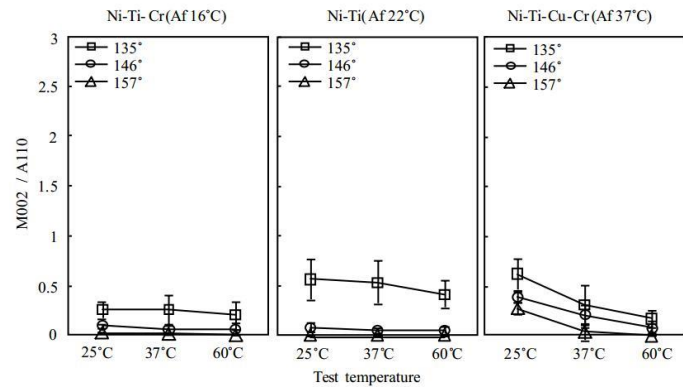 Ni-Ti-Cr(Af 16˚C)
Ni-Ti(Af 22˚C)
Ni-Ti-Cu-Cr(Af 37˚C)
M002 / A110
3
2.5
2
1.5
1
0.5
0
135˚
146˚
157˚
135˚
146˚
157˚
135˚
146˚
157˚
25˚C 37˚C 60˚C
25˚C 37˚C 60˚C
25˚C 37˚C 60˚C
Test temperature